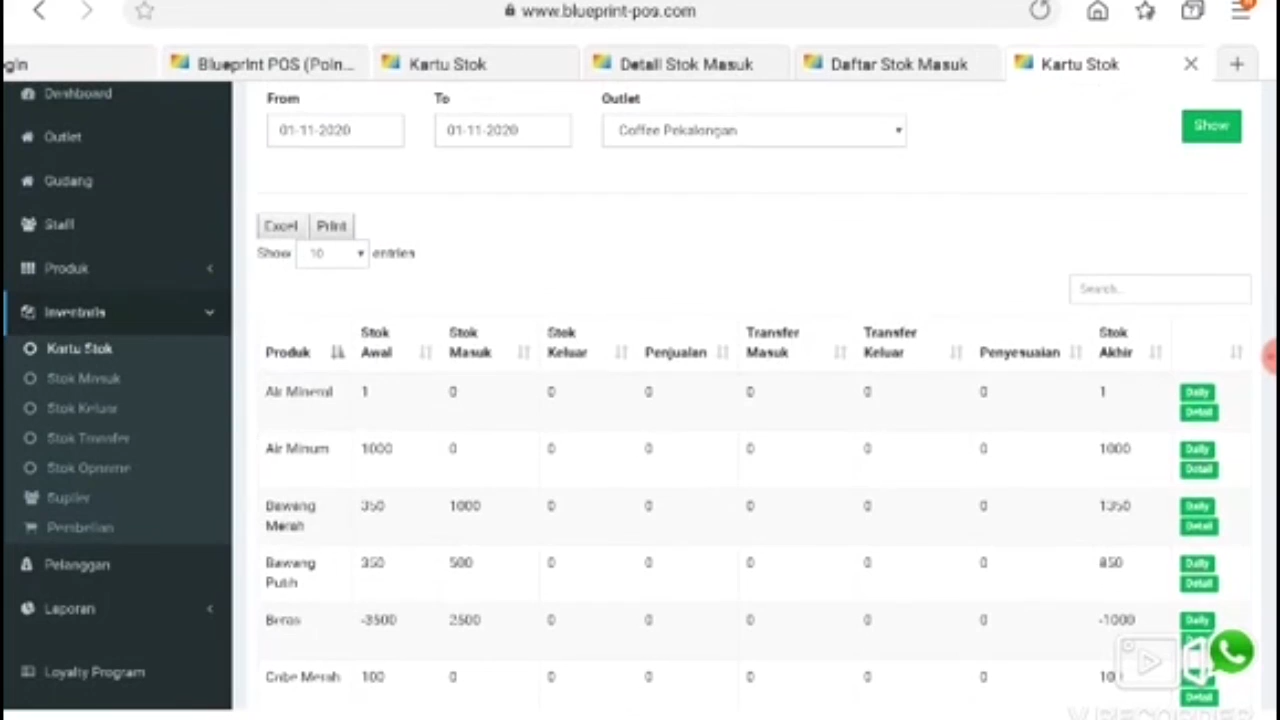 www.blueprint-pos.com
gin
Blueprint POS (Poin...
Kartu Stok
Detail Stok Masuk
Daftar Stok Masuk
Kartu Stok
Dashboard
Outlet
Gudang
Staff
Produk
Inventaris
Kartu Stok
Stok Masuk
Stok Keluar
Stok Transfer
Stok Opname
Suplier
Pembelian
Pelanggan
Laporan
Loyalty Program
From To Outlet
01-11-2020 01-11-2020 Coffee Pekalongan Show
Excel Print
Show 10 entries
Search...
Produk Stok Awal Stok Masuk Stok Keluar Penjualan Transfer Masuk Transfer Keluar Penyesuaian Stok Akhir
Air Mineral 1 0 0 0 0 0 0 1 Daily
Detail
Air Minum 1000 0 0 0 0 0 0 1000 Daily
Detail
Bawang Merah 350 1000 0 0 0 0 0 1350 Daily
Detail
Bawang Putih 350 500 0 0 0 0 0 850 Daily
Detail
Beras -3500 2500 0 0 0 0 0 -1000 Daily
Cabe Merah 100 0 0 0 0 0 0 100
Detail